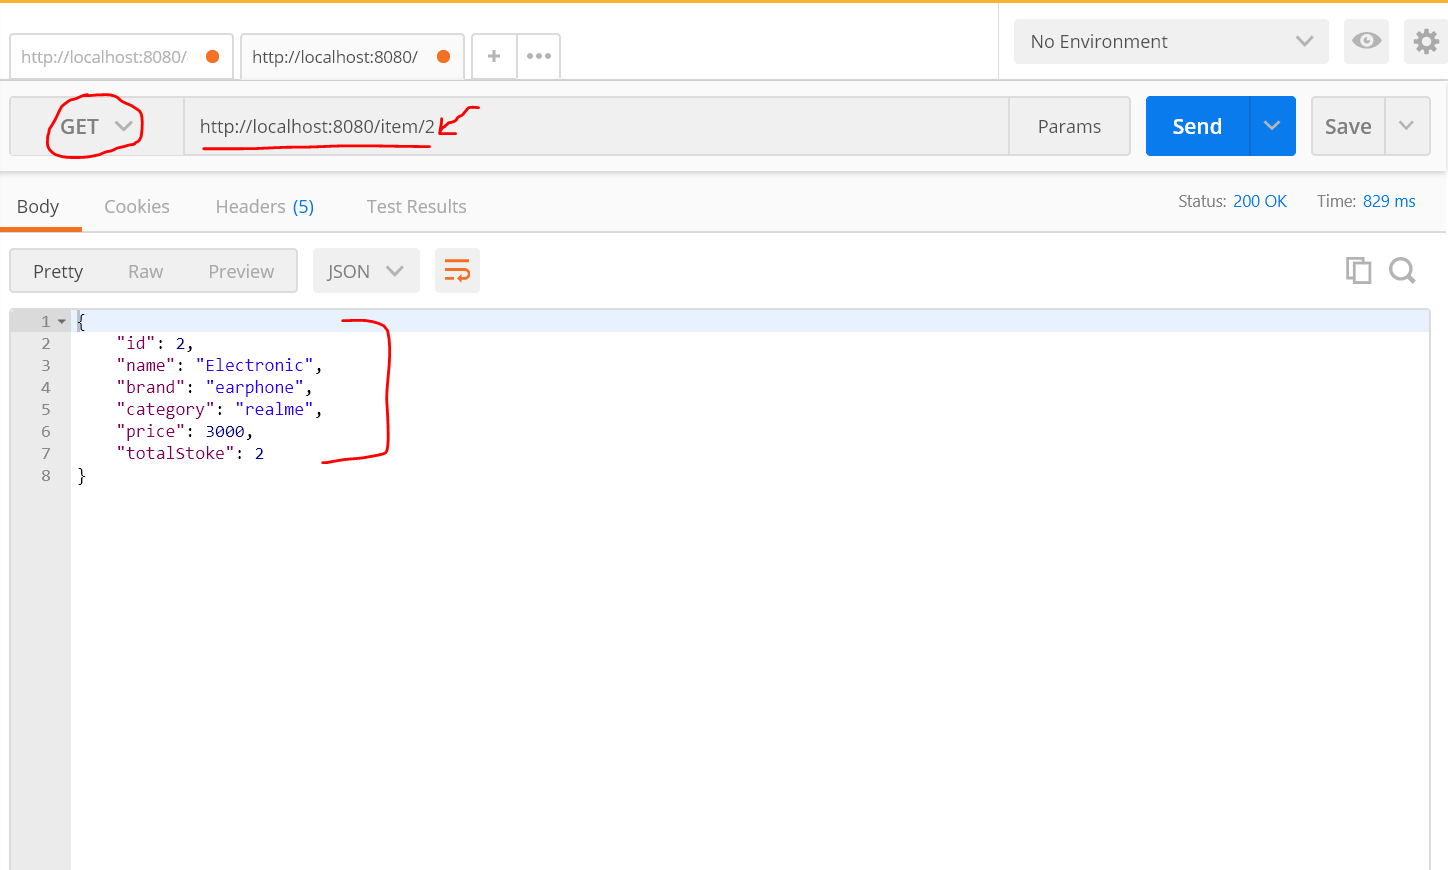 http://localhost:8080/ http://localhost:8080/ + ••• No Environment
GET http://localhost:8080/item/2 Params Send Save
Body Cookies Headers (5) Test Results Status: 200 OK Time: 829 ms
Pretty Raw Preview JSON
1 {
2 "id": 2,
3 "name": "Electronic",
4 "brand": "earphone",
5 "category": "realme",
6 "price": 3000,
7 "totalStoke": 2
8 }